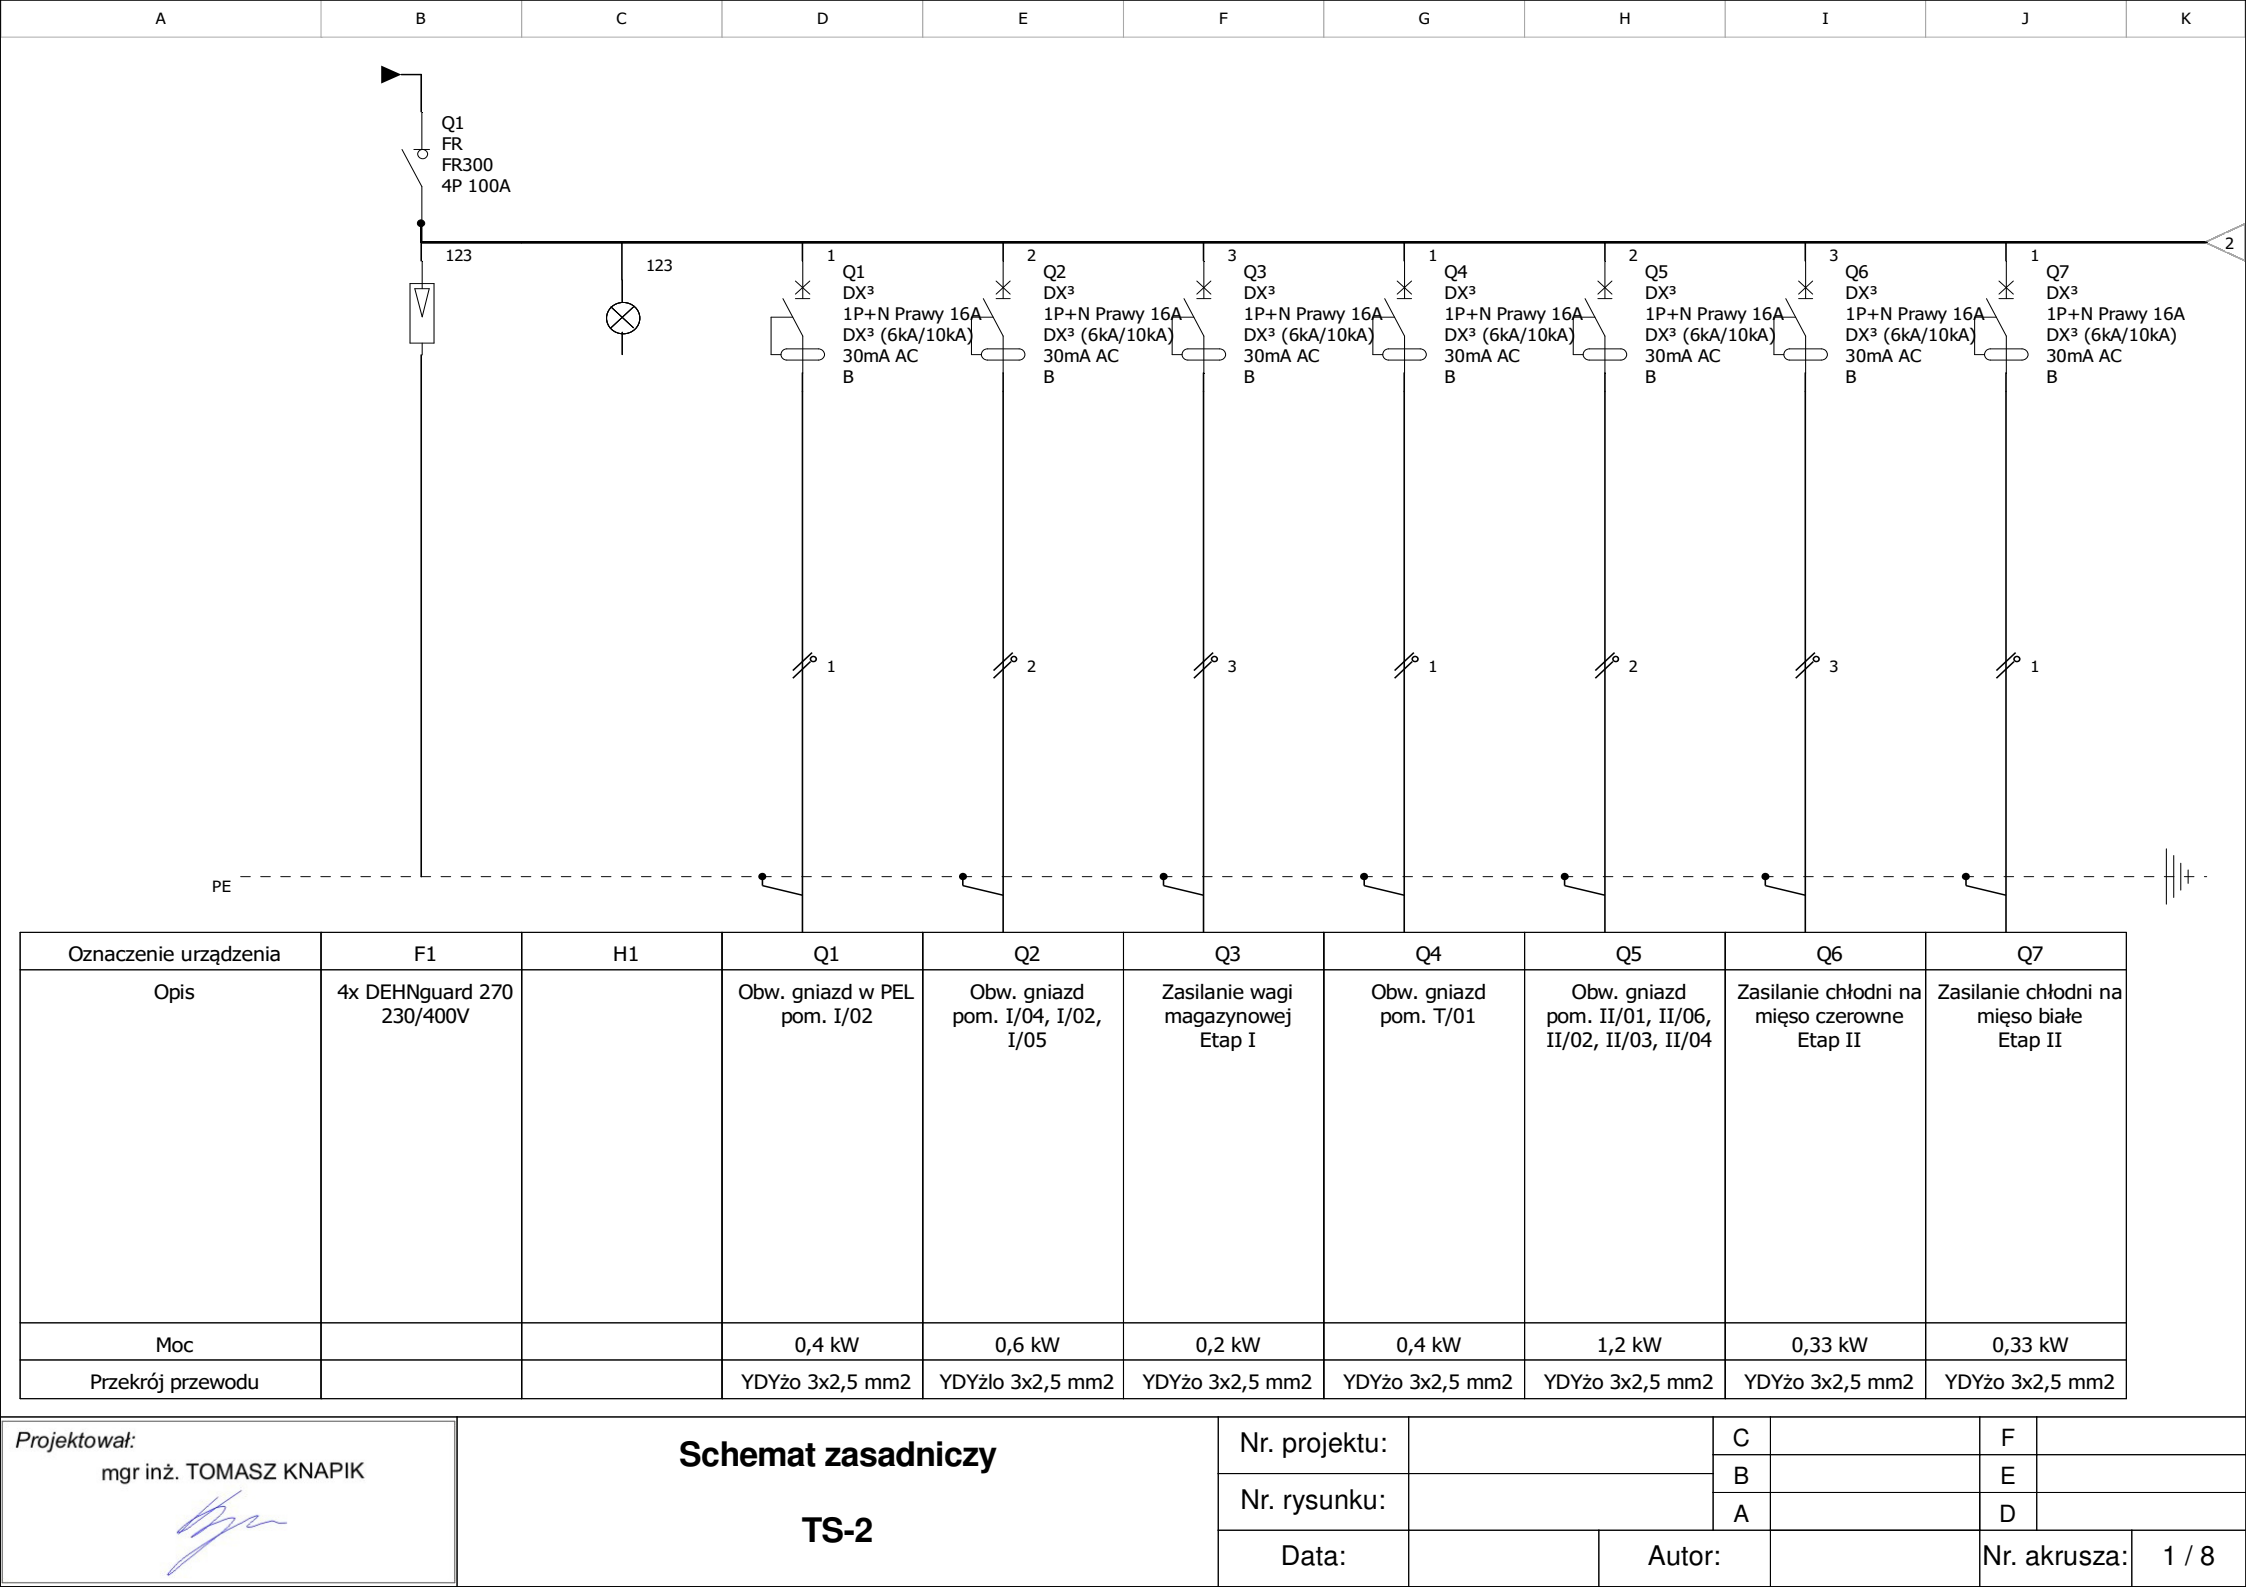 A B C D E F G H I J K
Q1
FR
FR300
4P 100A
2
123
123
1
Q1
DX³
1P+N Prawy 16A
DX³ (6kA/10kA)
30mA AC
B
2
Q2
DX³
1P+N Prawy 16A
DX³ (6kA/10kA)
30mA AC
B
3
Q3
DX³
1P+N Prawy 16A
DX³ (6kA/10kA)
30mA AC
B
1
Q4
DX³
1P+N Prawy 16A
DX³ (6kA/10kA)
30mA AC
B
2
Q5
DX³
1P+N Prawy 16A
DX³ (6kA/10kA)
30mA AC
B
3
Q6
DX³
1P+N Prawy 16A
DX³ (6kA/10kA)
30mA AC
B
1
Q7
DX³
1P+N Prawy 16A
DX³ (6kA/10kA)
30mA AC
B
1 2 3 1 2 3 1
PE
Oznaczenie urządzenia F1 H1 Q1 Q2 Q3 Q4 Q5 Q6 Q7
Opis
4x DEHNguard 270
230/400V
Obw. gniazd w PEL
pom. I/02
Obw. gniazd
pom. I/04, I/02,
I/05
Zasilanie wagi
magazynowej
Etap I
Obw. gniazd
pom. T/01
Obw. gniazd
pom. II/01, II/06,
II/02, II/03, II/04
Zasilanie chłodni na
mięso czerowne
Etap II
Zasilanie chłodni na
mięso białe
Etap II
Moc 0,4 kW 0,6 kW 0,2 kW 0,4 kW 1,2 kW 0,33 kW 0,33 kW
Przekrój przewodu YDYżo 3x2,5 mm2 YDYżlo 3x2,5 mm2 YDYżo 3x2,5 mm2 YDYżo 3x2,5 mm2 YDYżo 3x2,5 mm2 YDYżo 3x2,5 mm2 YDYżo 3x2,5 mm2
Projektował:
mgr inż. TOMASZ KNAPIK
Schemat zasadniczy
TS-2
Nr. projektu:
Nr. rysunku:
Data:
C F
B E
A D
Autor:
Nr. akrusza: 1 / 8